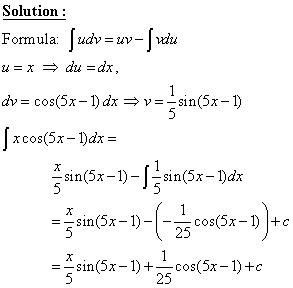 Solution :
Formula: ∫udv = uv − ∫vdu
u = x ⇒ du = dx,
dv = cos(5x−1) dx ⇒ v = 1/5 sin(5x−1)
∫x cos(5x−1)dx =
x/5 sin(5x−1) − ∫1/5 sin(5x−1)dx
= x/5 sin(5x−1) − (−1/25 cos(5x−1)) + c
= x/5 sin(5x−1) + 1/25 cos(5x−1) + c